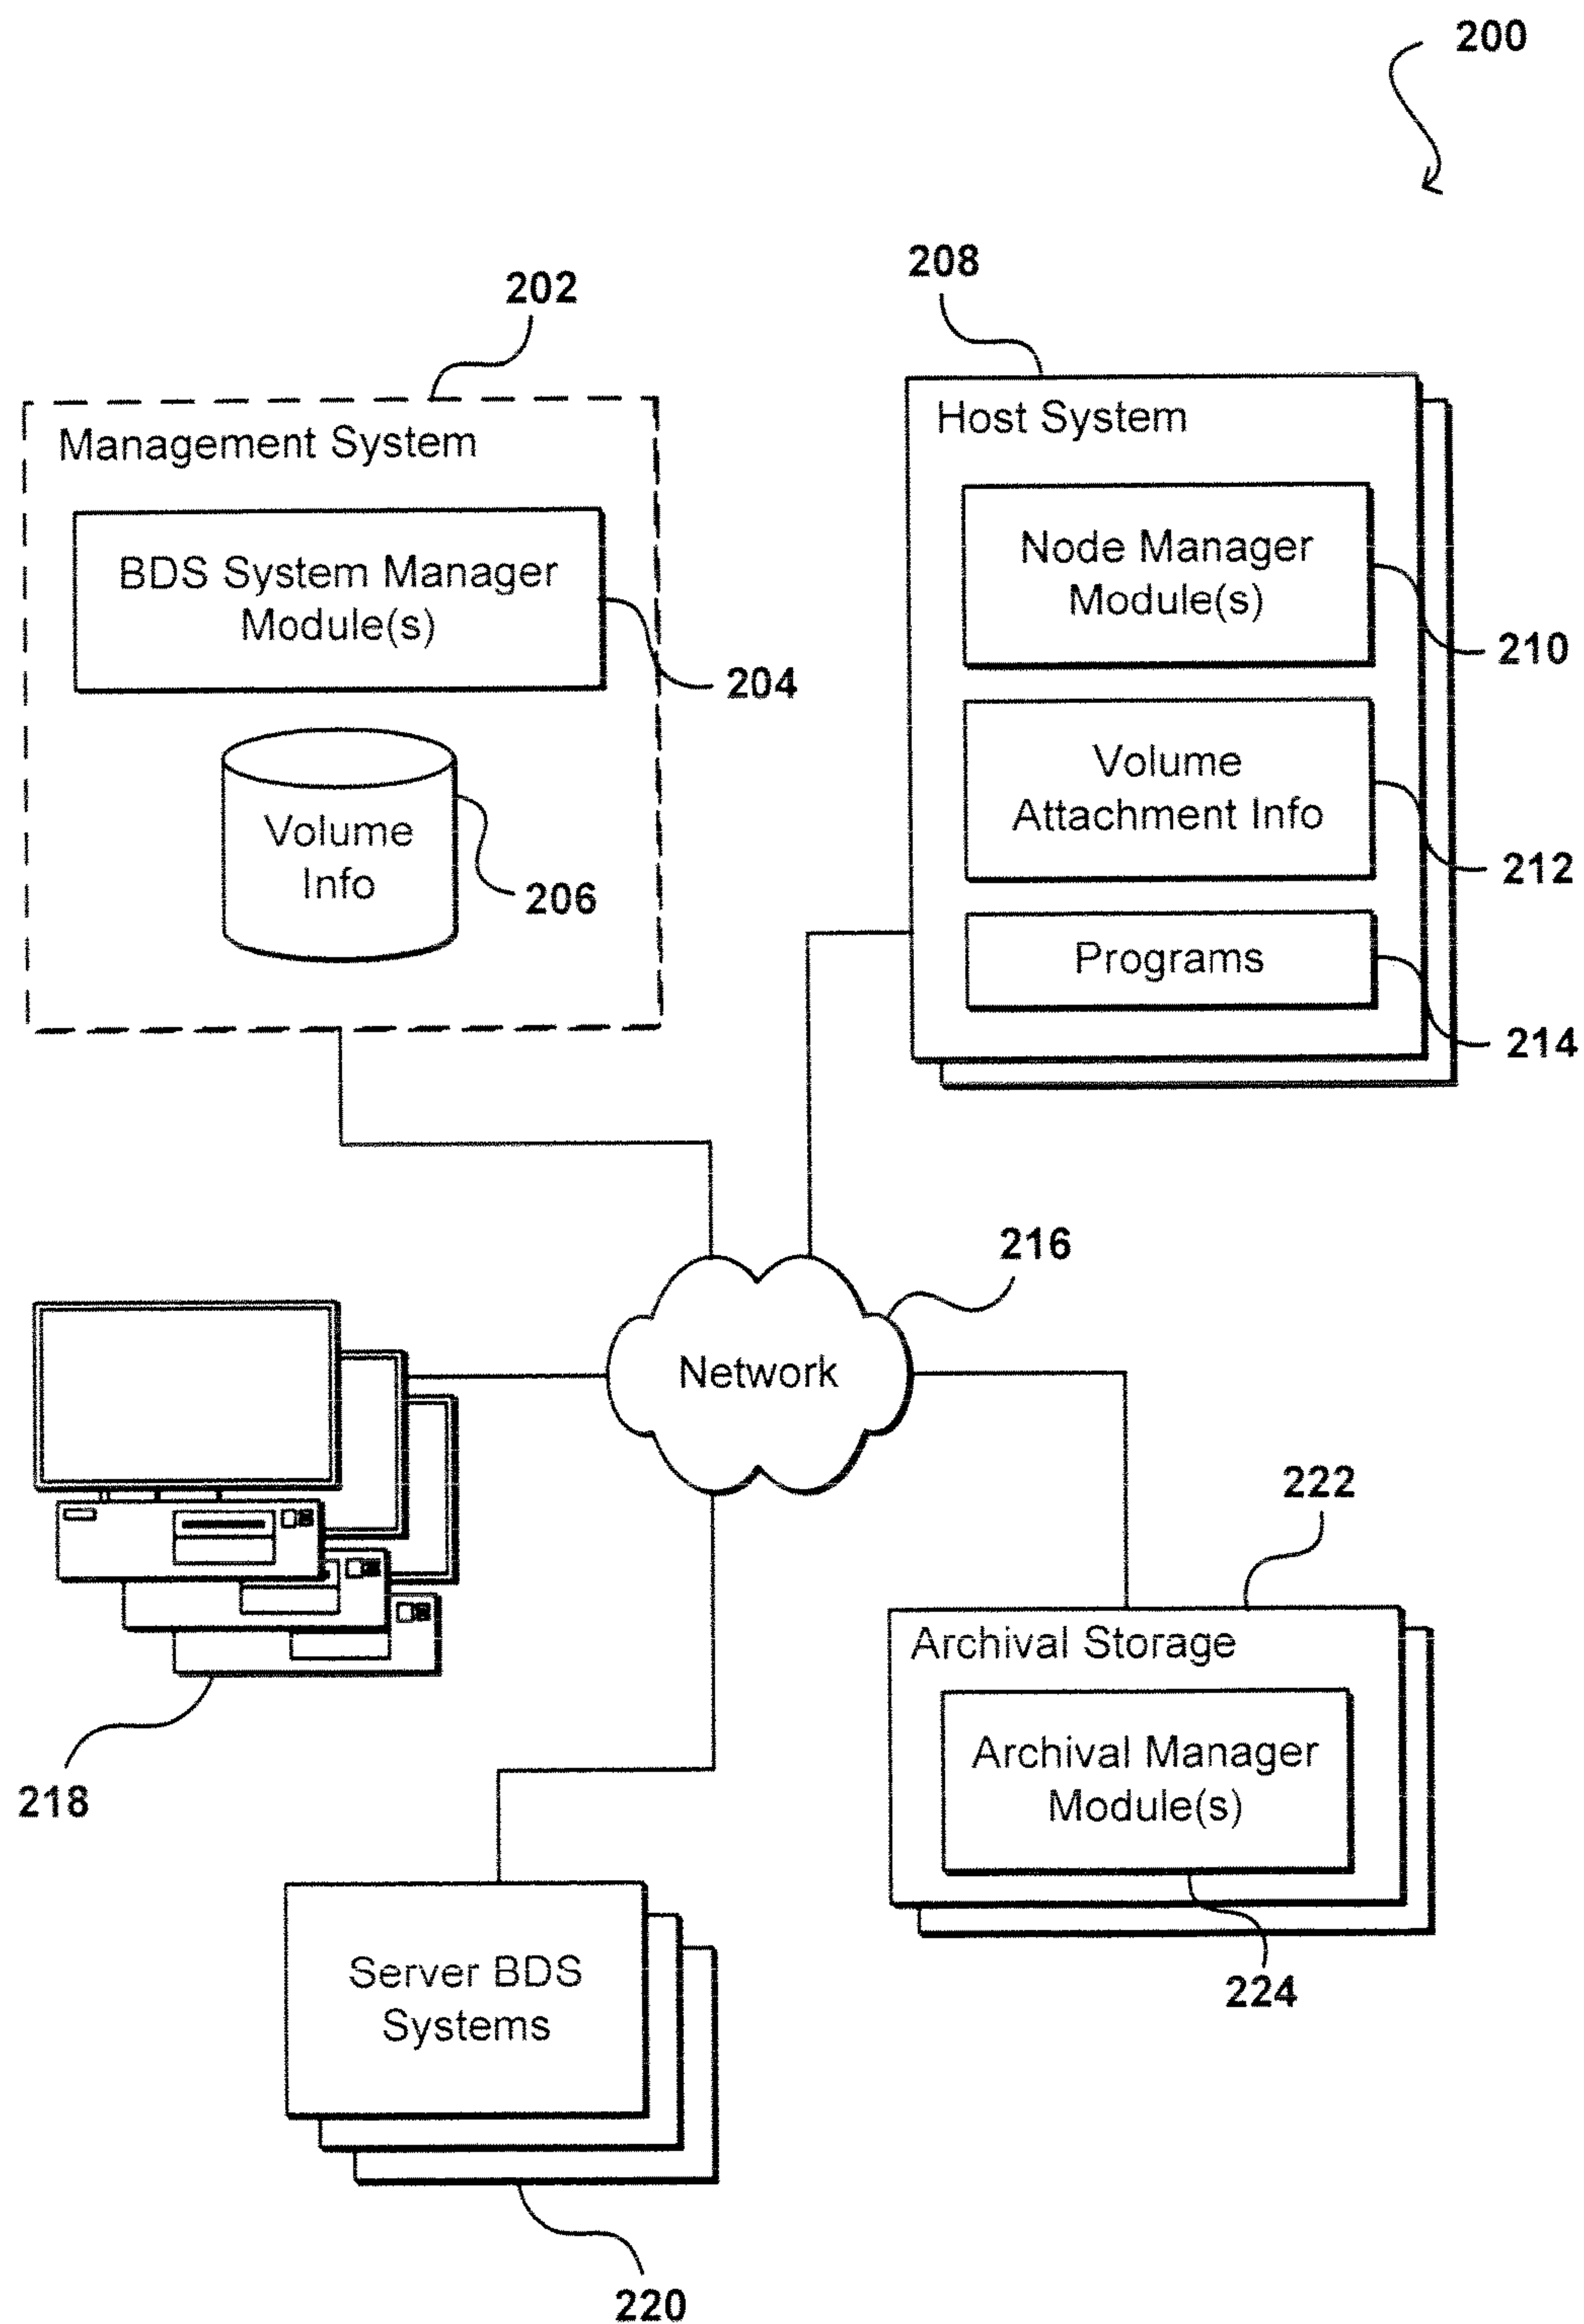 200
208
202
Host System
Management System
Node Manager
Module(s)
BDS System Manager
Module(s)
210
204
Volume
Attachment Info
Volume
Info
212
206
Programs
214
216
Network
222
Archival Storage
Archival Manager
Module(s)
218
Server BDS
Systems
224
220